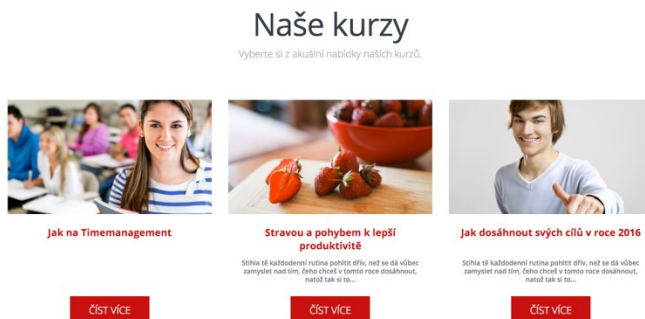 Naše kurzy
Vyberte si z akuální nabídky našich kurzů.
Jak na Timemanagement
Stravou a pohybem k lepší
produktivitě
Stihla tě každodenní rutina pohltit dřív, než se dá vůbec
zamyslet nad tím, čeho chceš v tomto roce dosáhnout,
natož tak si to...
Jak dosáhnout svých cílů v roce 2016
Stihla tě každodenní rutina pohltit dřív, než se dá vůbec
zamyslet nad tím, čeho chceš v tomto roce dosáhnout,
natož tak si to...
ČÍST VÍCE
ČÍST VÍCE
ČÍST VÍCE